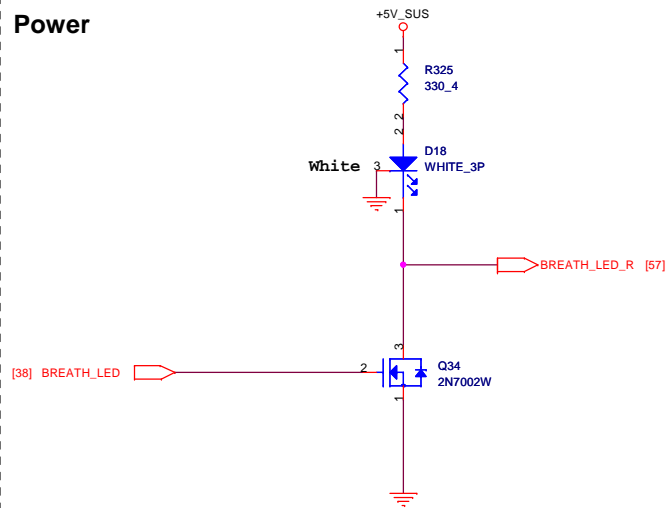 Power
+5V_SUS
1
R325
330_4
2
2
D18
White 3 WHITE_3P
1
BREATH_LED_R [57]
3
[38] BREATH_LED 2 Q34
2N7002W
1